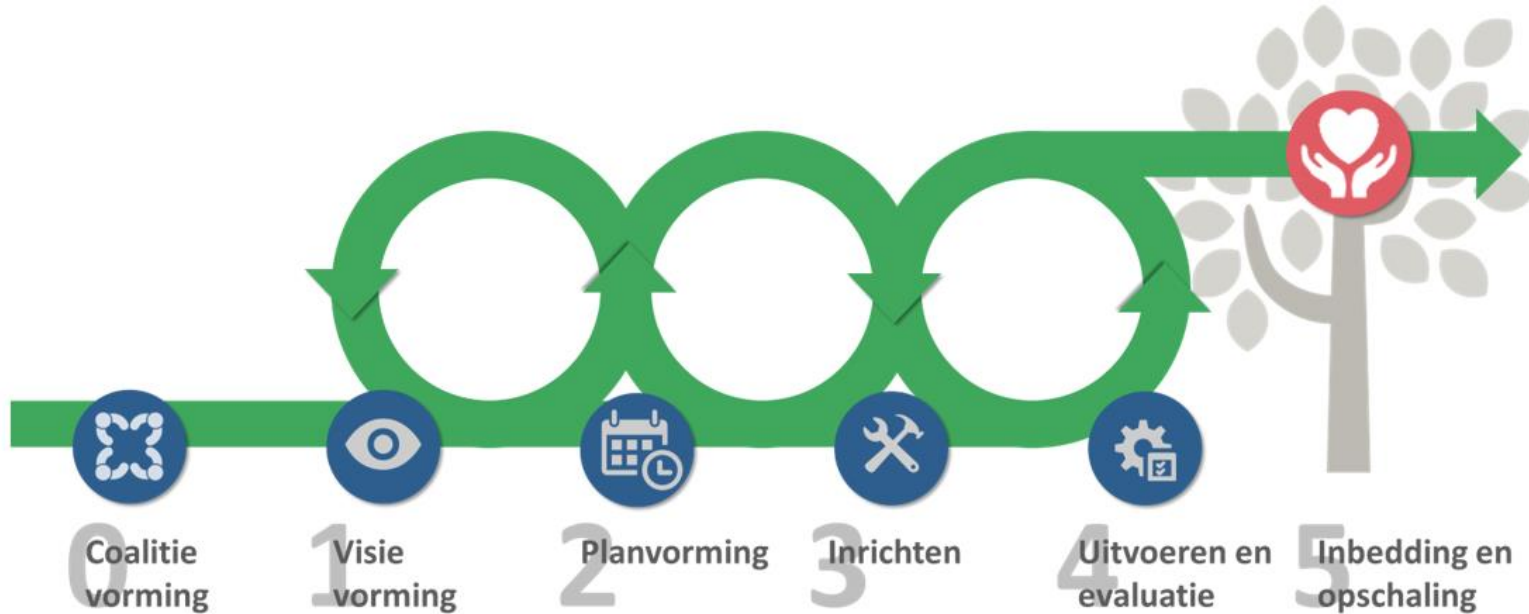 0 Coalitie
vorming
1 Visie
vorming
2 Planvorming
3 Inrichten
4 Uitvoeren en
evaluatie
5 Inbedding en
opschaling